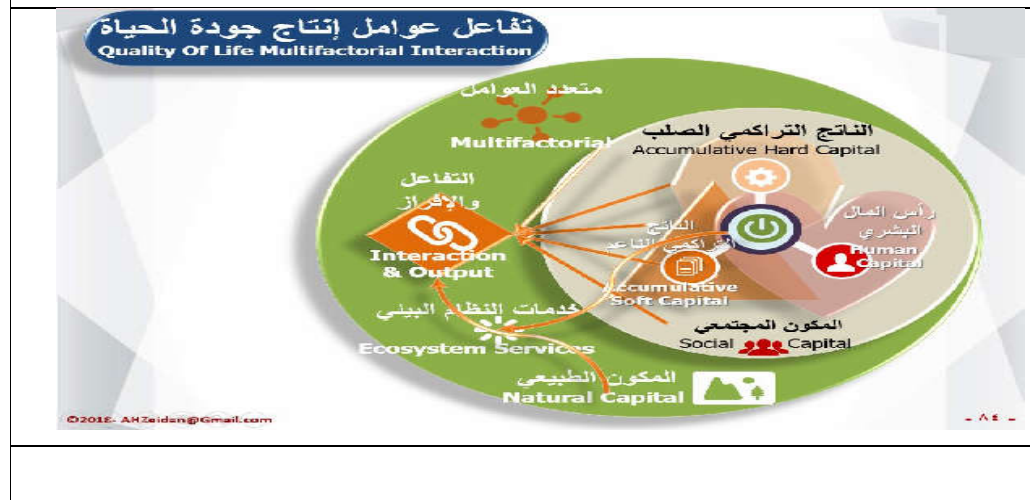 تفاعل عوامل إنتاج جودة الحياة
Quality Of Life Multifactorial Interaction
متعدد العوامل
Multifactorial
الناتج التراكمي الصلب
Accumulative Hard Capital
التفاعل
والإفراز
Interaction
& Output
رأس المال
البشري
Human
Capital
الناتج
التراكمي الناعم
Accumulative
Soft Capital
خدمات النظام البيئي
Ecosystem Services
المكون المجتمعي
Social Capital
المكون الطبيعي
Natural Capital
©2018- AHZeidan@Gmail.com
- ٨٤ -